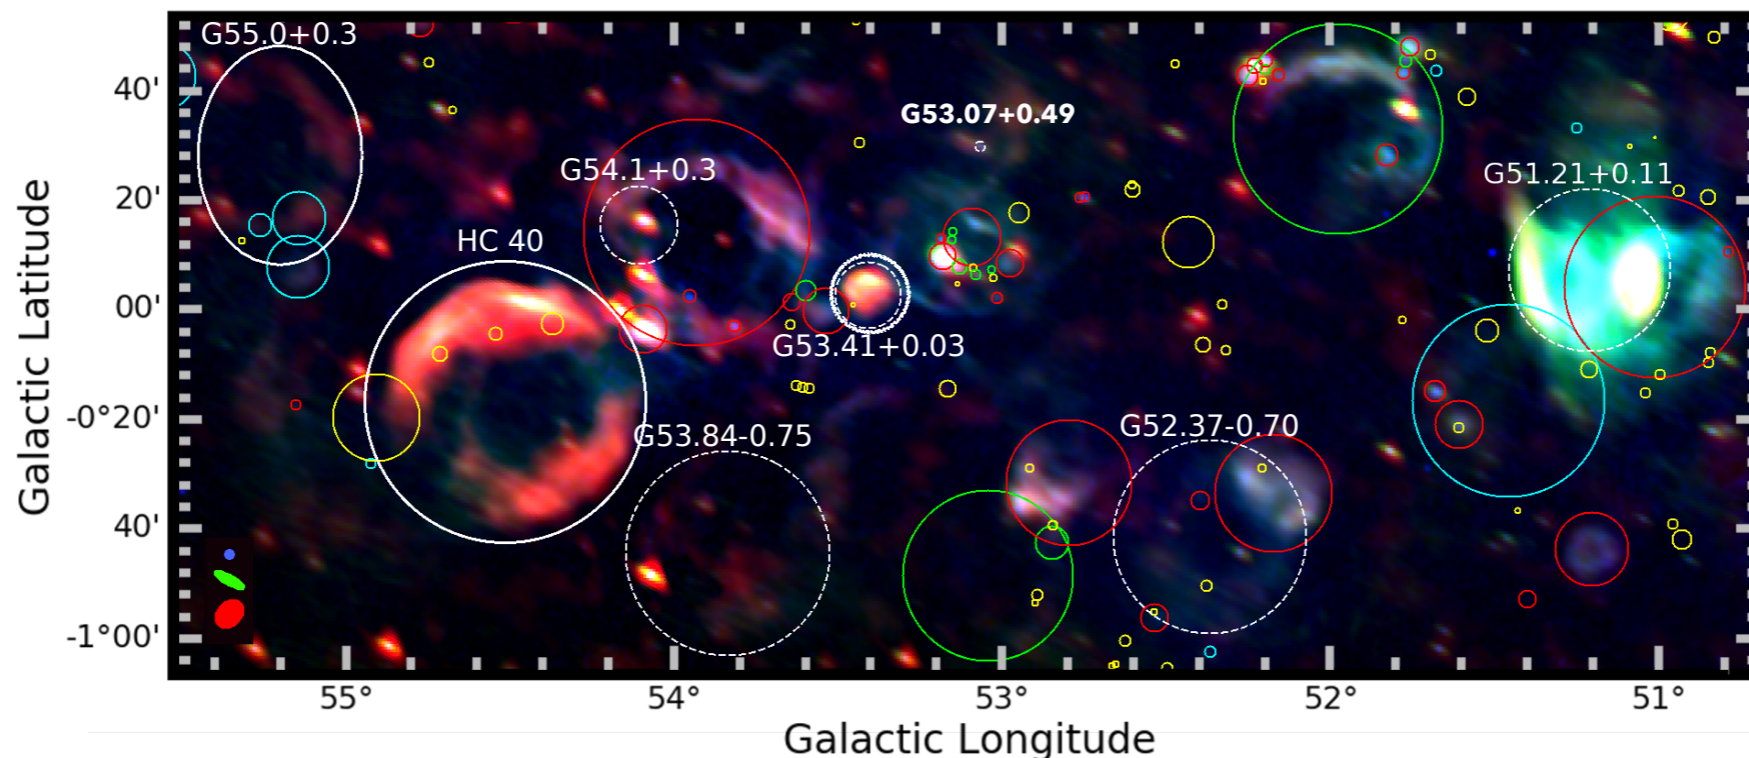 G55.0+0.3
40'
G53.07+0.49
G54.1+0.3
G51.21+0.11
20'
HC 40
00'
G53.41+0.03
-0°20'
G53.84-0.75
G52.37-0.70
40'
-1°00'
55°
54°
53°
52°
51°
Galactic Longitude
Galactic Latitude